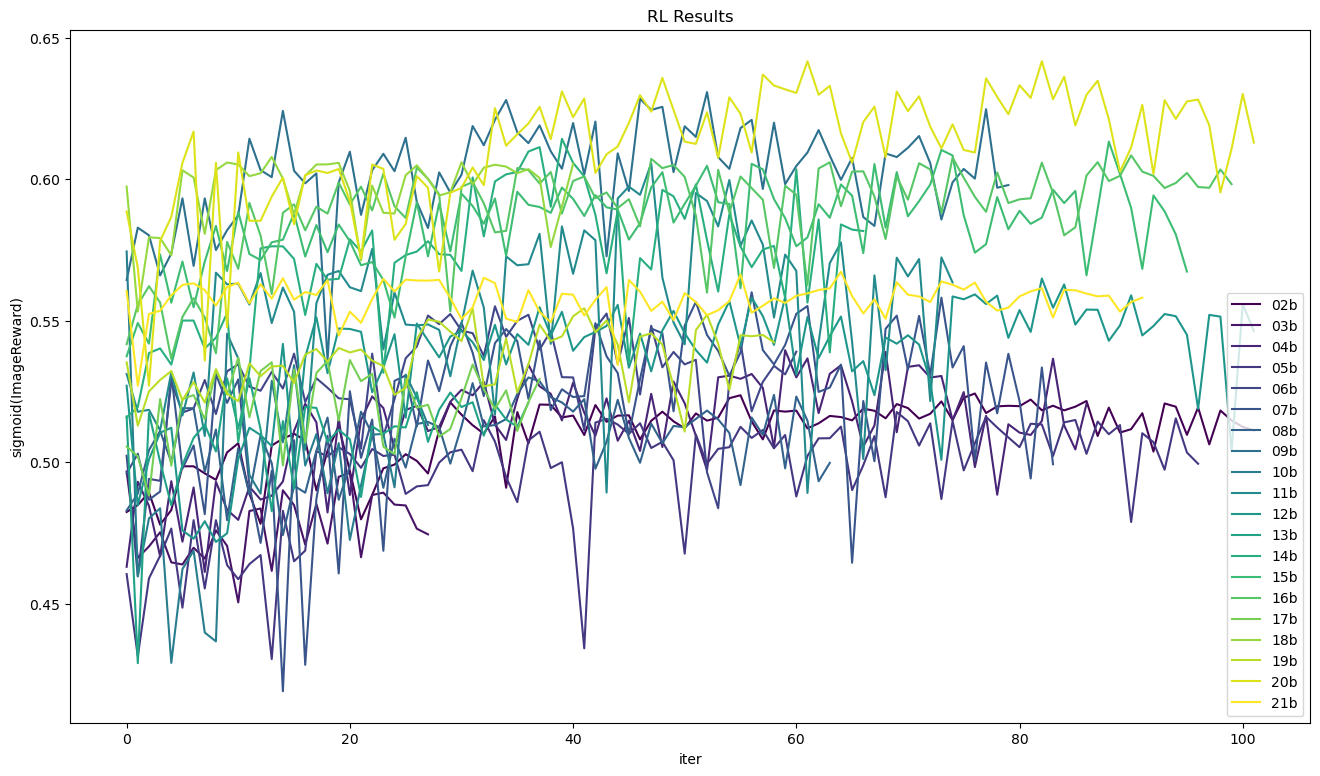 RL Results
sigmoid(ImageReward)
0.65
0.60
0.55
0.50
0.45
0
20
40
60
80
100
iter
02b
03b
04b
05b
06b
07b
08b
09b
10b
11b
12b
13b
14b
15b
16b
17b
18b
19b
20b
21b